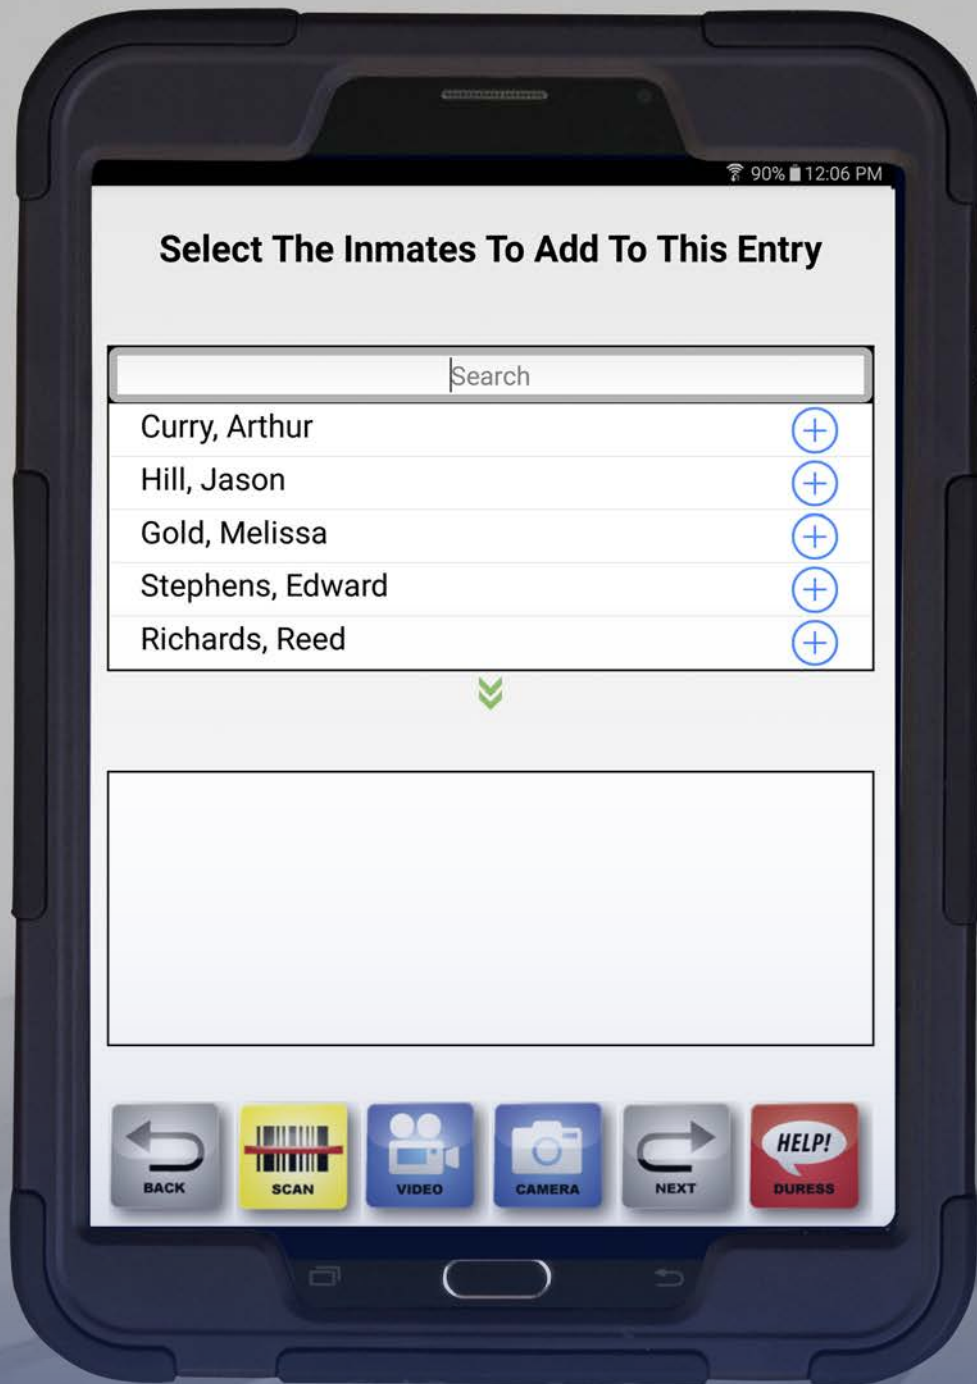 90% 12:06 PM
Select The Inmates To Add To This Entry
Search
Curry, Arthur
Hill, Jason
Gold, Melissa
Stephens, Edward
Richards, Reed
BACK
SCAN
VIDEO
CAMERA
NEXT
HELP!
DURESS